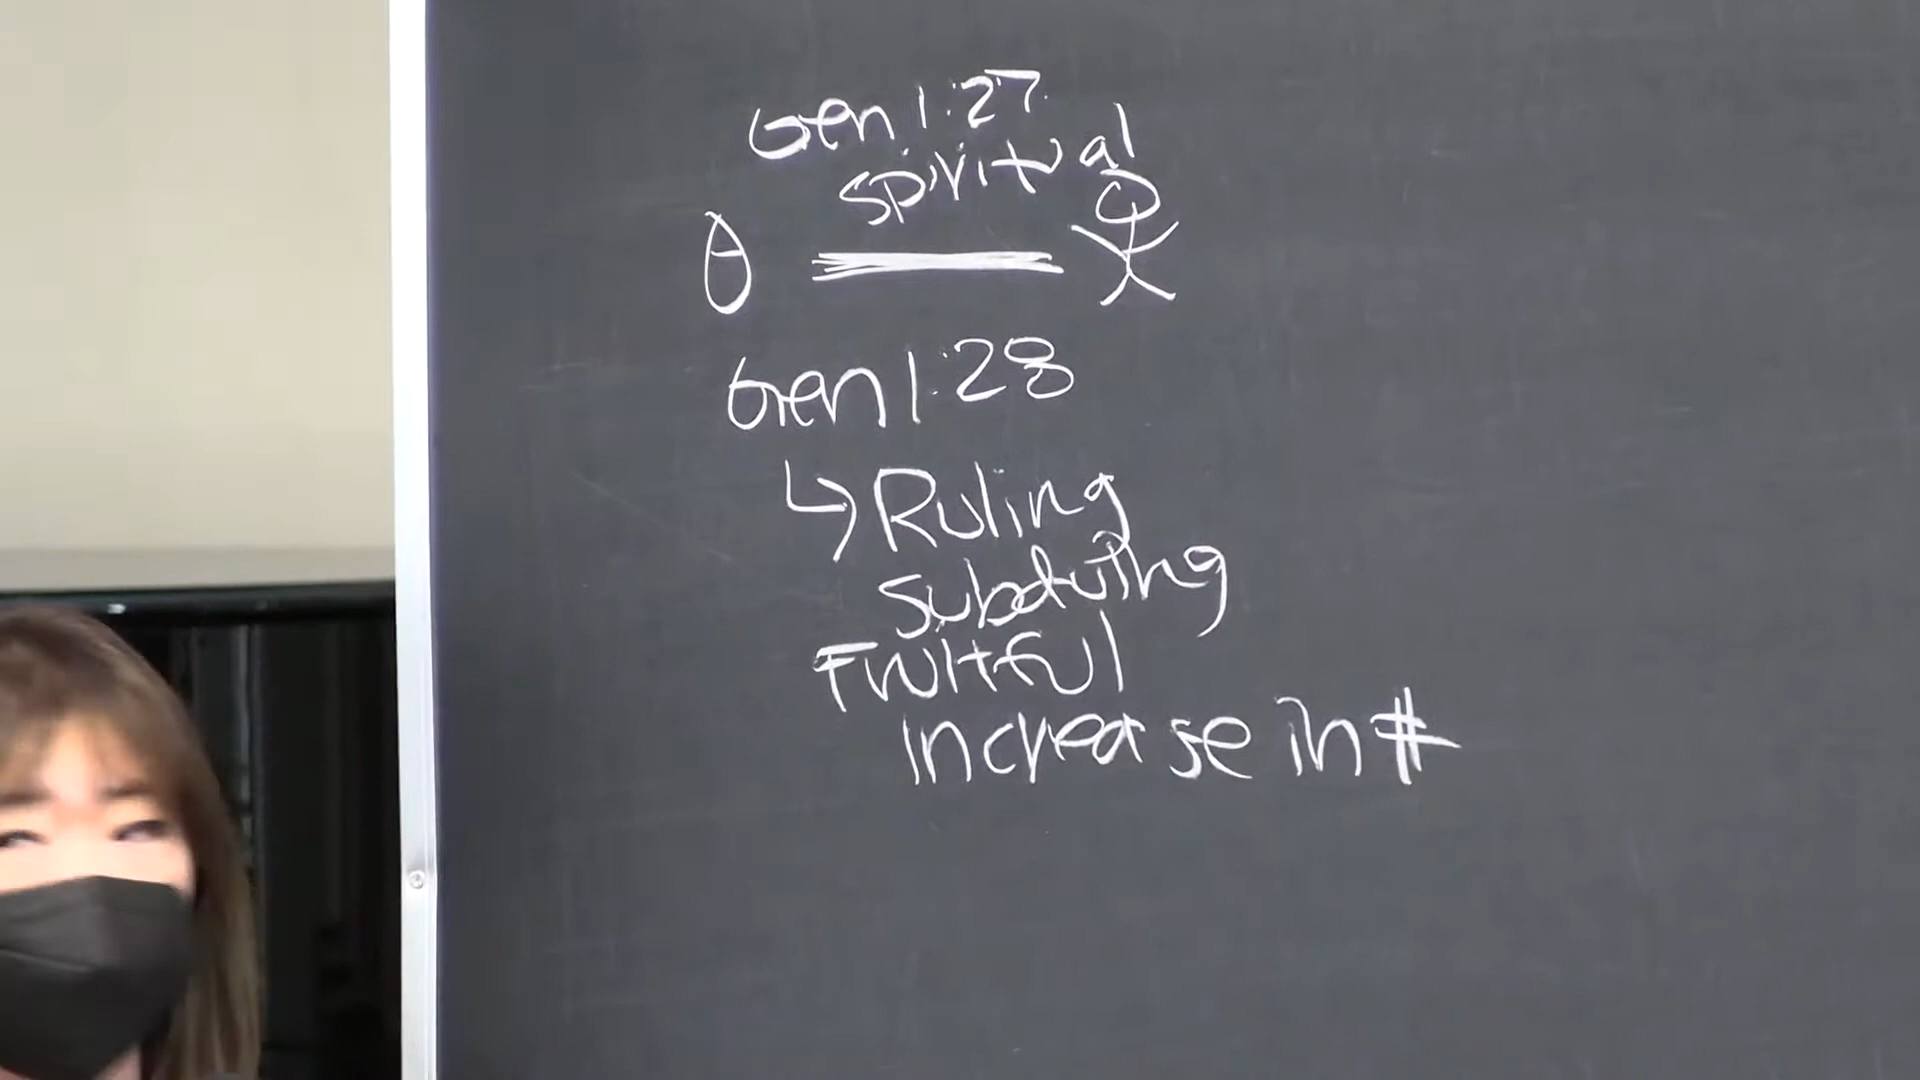 Gen 1:27
spiritual
θ
Gen 1:28
↳ Ruling
subduing
Fruitful
increase in #